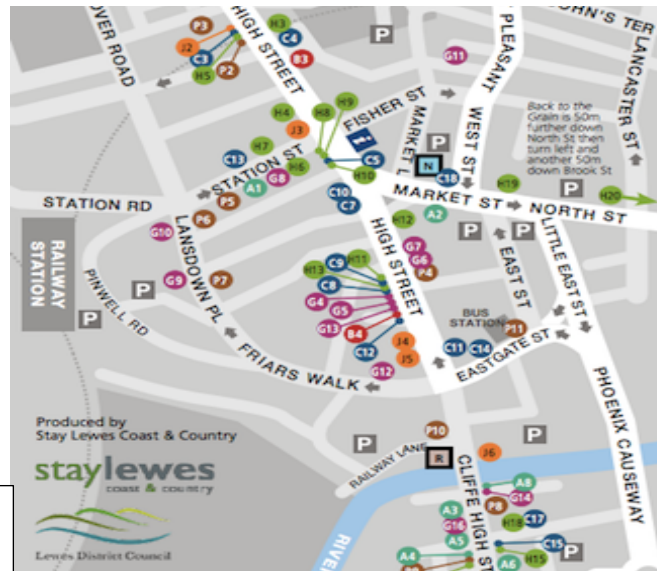 OVER ROAD
HIGH STREET
PLEASANT
LANCASTER ST
P3
J2
C3
H5
P2
H3
C4
B3
P
G11
FISHER ST
MARKET L
WEST ST
Back to the
Grain is 50m
further down
North St then
turn left and
another 50m
down Brook St
H4
J3
H8
H9
i
H7
C13
STATION ST
H6
G8
A1
C5
H10
P
N
C18
H19
P
H20
STATION RD
P5
P6
C10
C7
MARKET ST
NORTH ST
A2
P
P
H12
G10
LANSDOWN PL
RAILWAY
STATION
PINWELL RD
G9
P7
P
P
HIGH STREET
G7
G6
P4
H11
C9
H13
C8
G4
G5
G13
B4
C12
J4
J5
G12
EAST ST
LITTLE EAST ST
BUS
STATION
P11
C11
C14
EASTGATE ST
FRIARS WALK
PHOENIX CAUSEWAY
Produced by
Stay Lewes Coast & Country
staylewes
coast & country
Lewes District Council
P10
P
P
RAILWAY LANE
R
J6
CLIFFE HIGH ST
RIVE
A8
G14
P8
A3
G16
A5
H18
C17
A4
C15
H15
A6
P